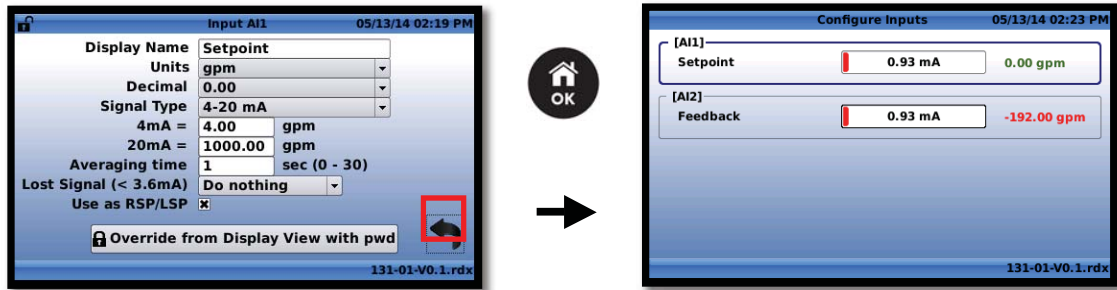 Input AI1 05/13/14 02:19 PM
Display Name Setpoint
Units gpm
Decimal 0.00
Signal Type 4-20 mA
4mA = 4.00 gpm
20mA = 1000.00 gpm
Averaging time 1 sec (0 - 30)
Lost Signal (< 3.6mA) Do nothing
Use as RSP/LSP
Override from Display View with pwd
131-01-V0.1.rdx
OK
Configure Inputs 05/13/14 02:23 PM
[AI1]
Setpoint 0.93 mA 0.00 gpm
[AI2]
Feedback 0.93 mA -192.00 gpm
131-01-V0.1.rdx